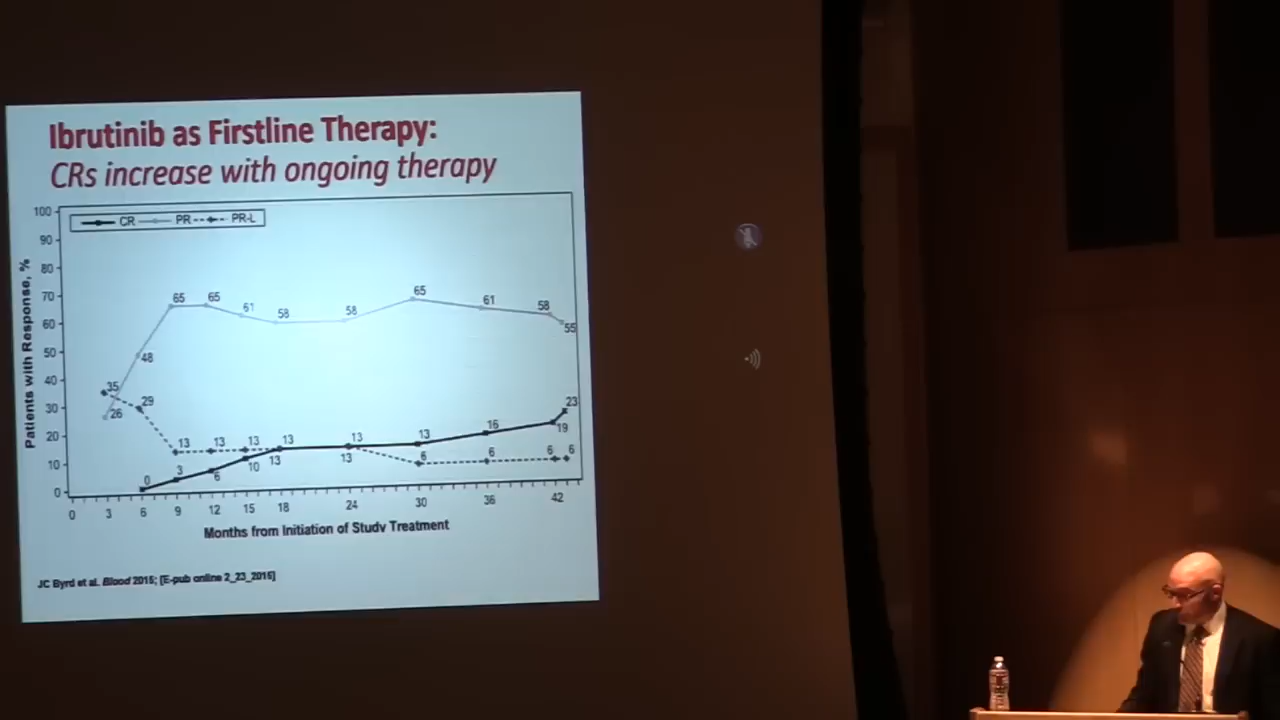 Ibrutinib as Firstline Therapy:
CRs increase with ongoing therapy
CR PR PR-L
Patients with Response, %
100
90
80
70
60
50
40
30
20
10
0
65 65 61 58 58 65 61 58 55
48
35
26
29
13 13 13 13 13 13 16 19 23
0 3 6 10 13 13 6 6 6 6
0 3 6 9 12 15 18 24 30 36 42
Months from Initiation of Study Treatment
JC Byrd et al. Blood 2015; [E-pub online 2_23_2015]